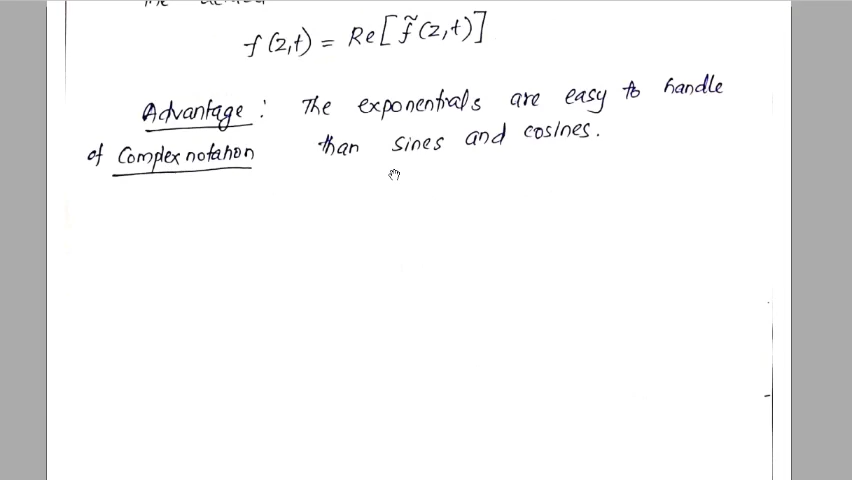 f(z,t) = Re[f̃(z,t)]
Advantage : The exponentials are easy to handle
of Complex notation than sines and cosines.